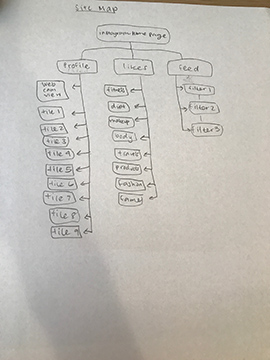 Site Map
instagram home page
Profile
likes
feed
web cam view
tile 1
tile 2
tile 3
tile 4
tile 5
tile 6
tile 7
tile 8
tile 9
fitness
diet
makeup
body
products
fashion
fame
filter 1
filter 2
filter 3